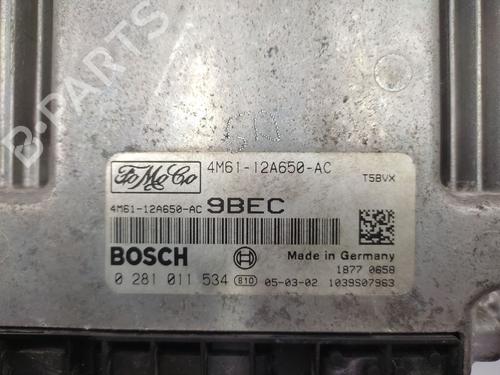 B-PARTS
FoMoCo
4M61-12A650-AC
T5BVX
4M61-12A650-AC 9BEC
BOSCH
Made in Germany
0 281 011 534 810 05-03-02
1877 0658
1039S07963